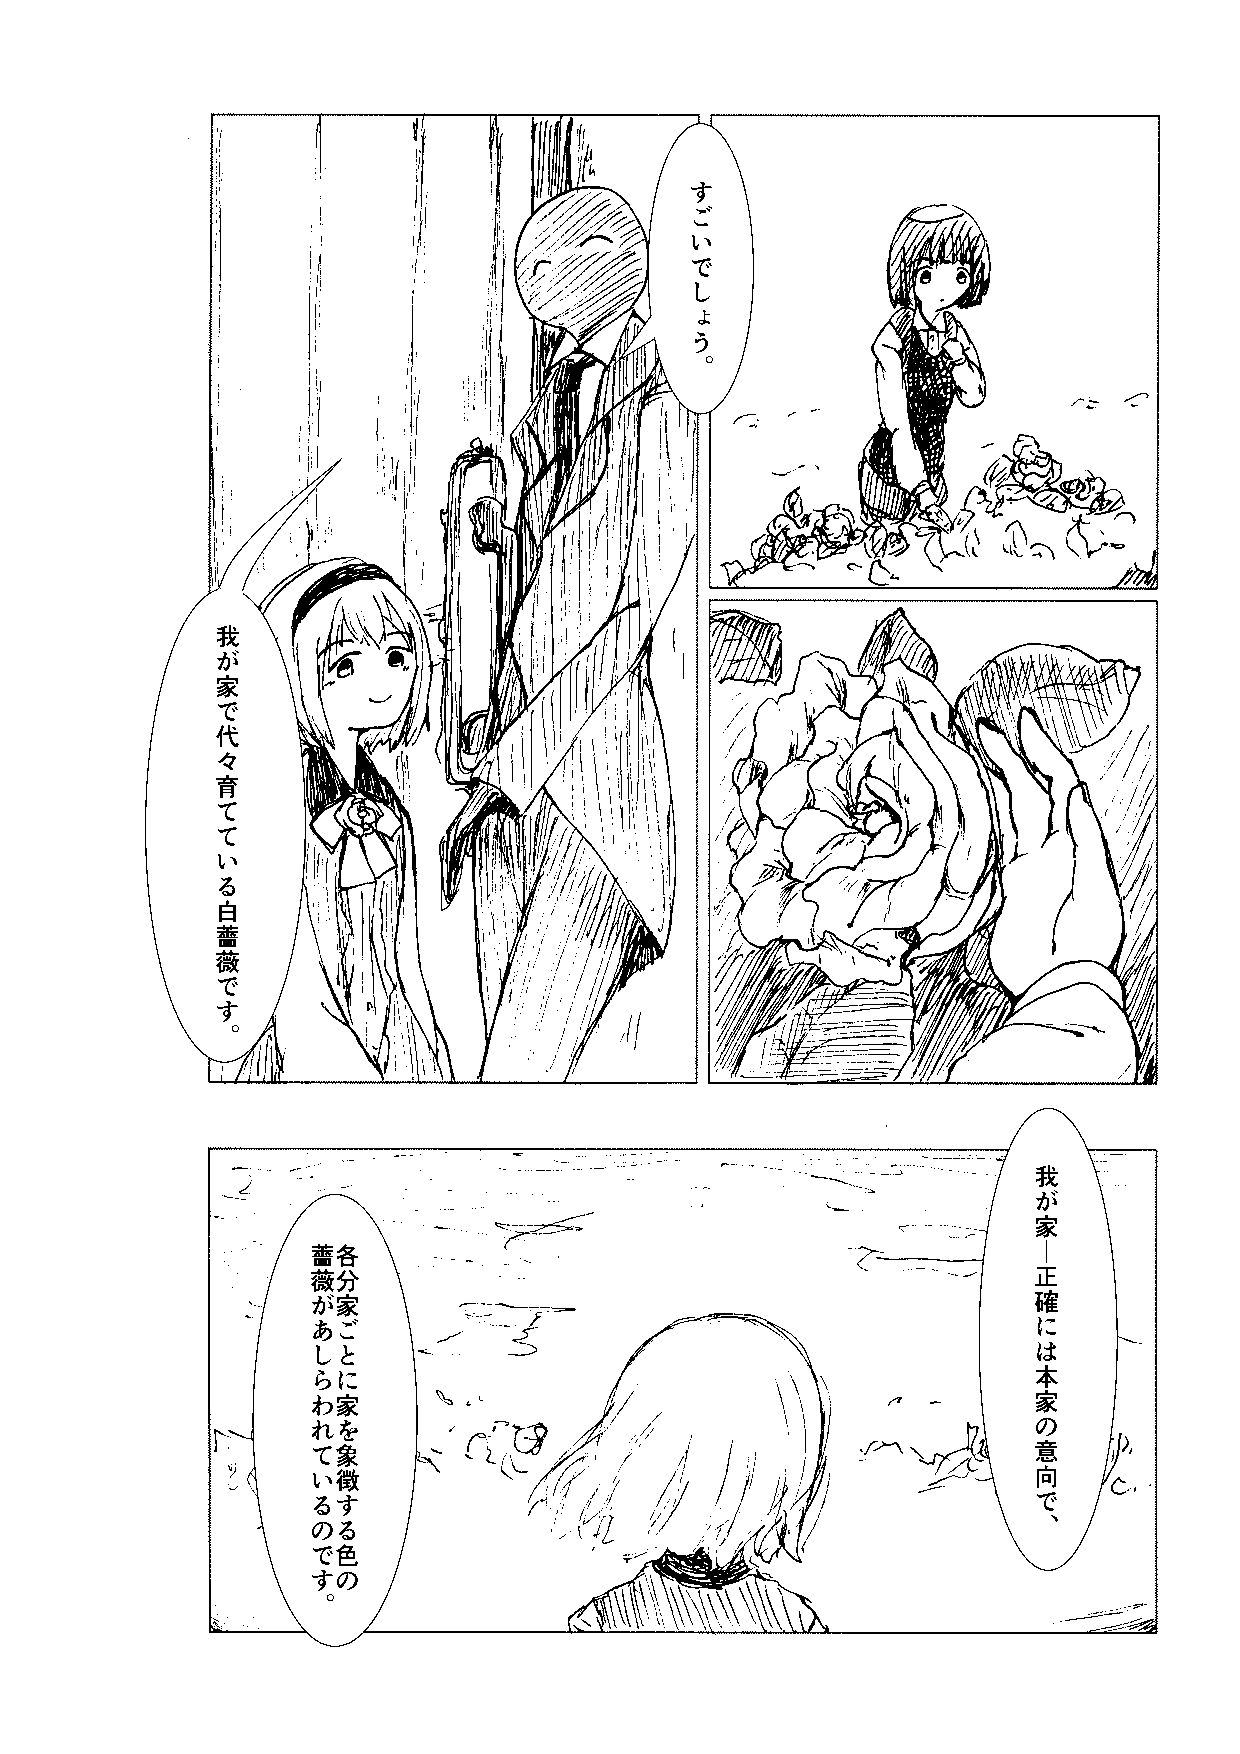 すごいでしょう。
我が家で代々育てている白薔薇です。
我が家―正確には本家の意向で、
各分家ごとに家を象徴する色の
薔薇があしらわれているのです。